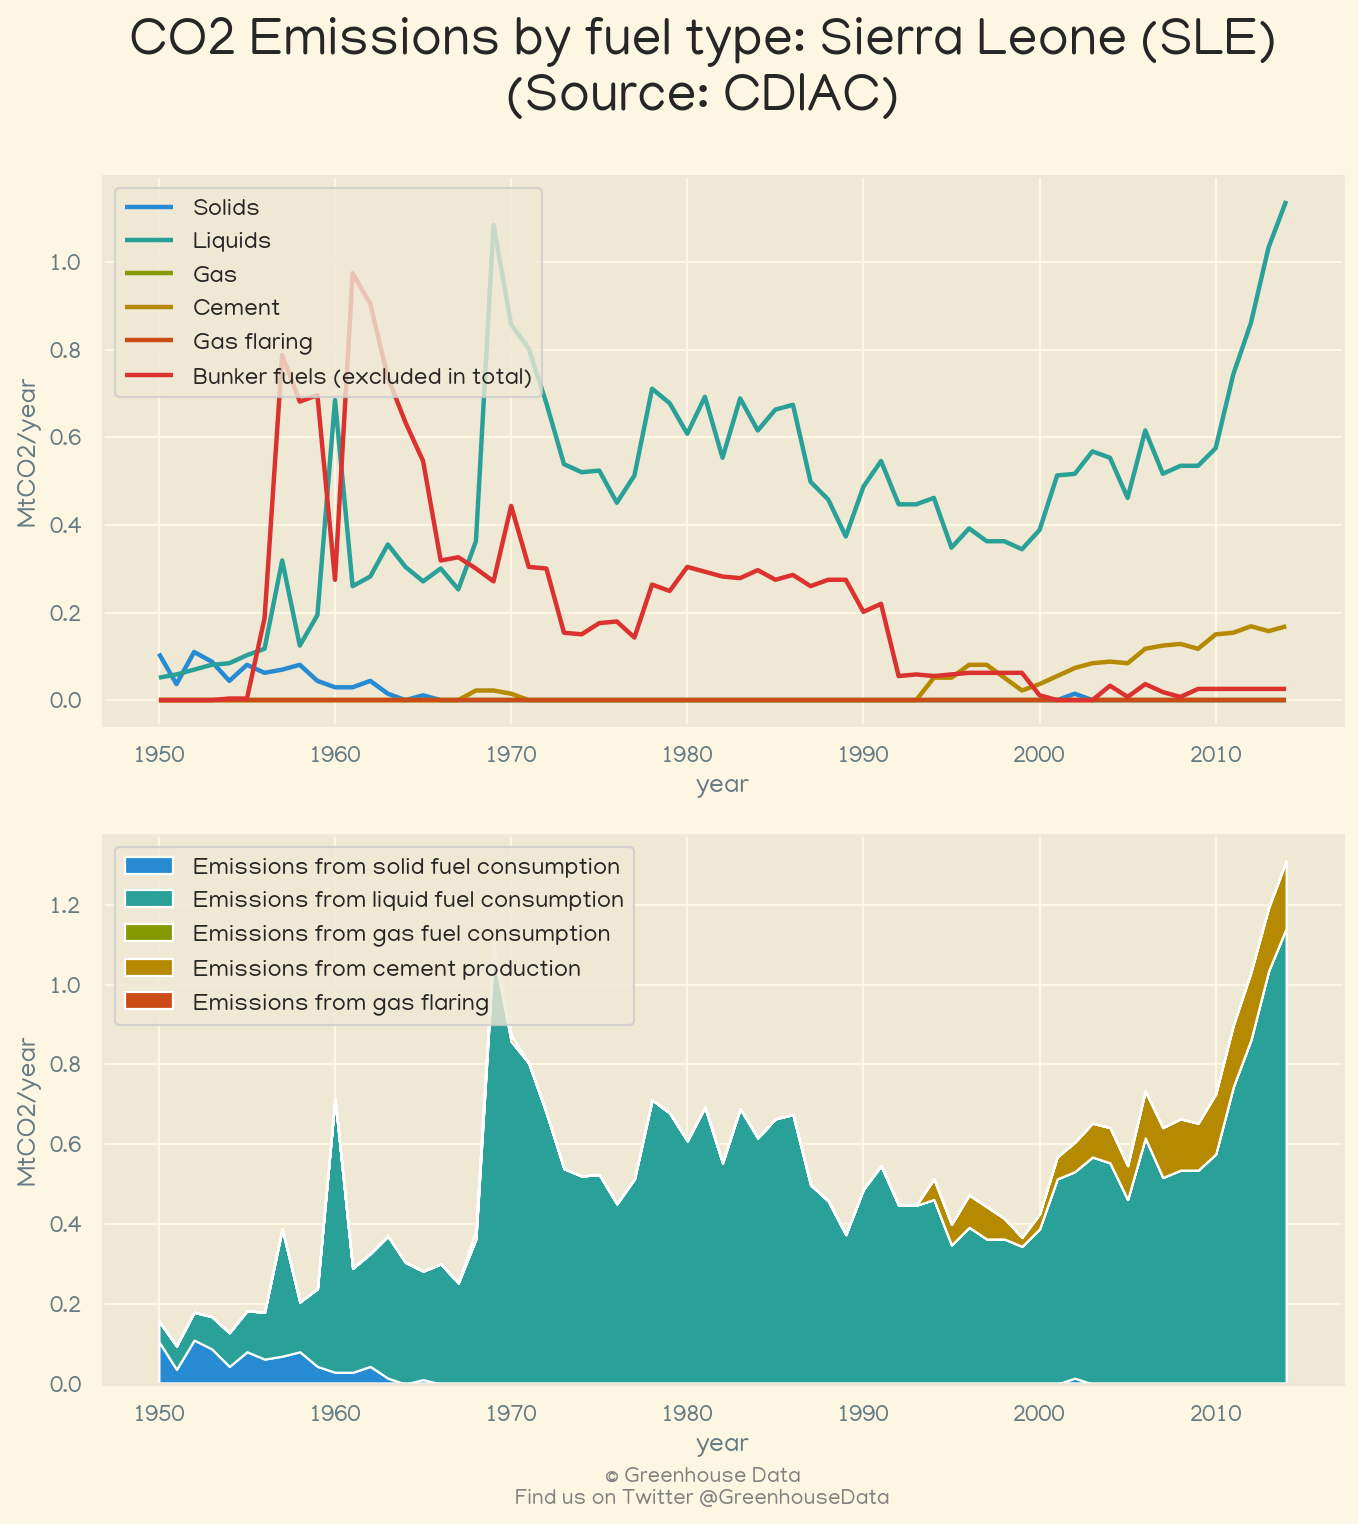 CO2 Emissions by fuel type: Sierra Leone (SLE)
(Source: CDIAC)
Solids
Liquids
Gas
Cement
Gas flaring
Bunker fuels (excluded in total)
MtCO2/year
1.0
0.8
0.6
0.4
0.2
0.0
1950 1960 1970 1980 1990 2000 2010
year
Emissions from solid fuel consumption
Emissions from liquid fuel consumption
Emissions from gas fuel consumption
Emissions from cement production
Emissions from gas flaring
MtCO2/year
1.2
1.0
0.8
0.6
0.4
0.2
0.0
1950 1960 1970 1980 1990 2000 2010
year
© Greenhouse Data
Find us on Twitter @GreenhouseData